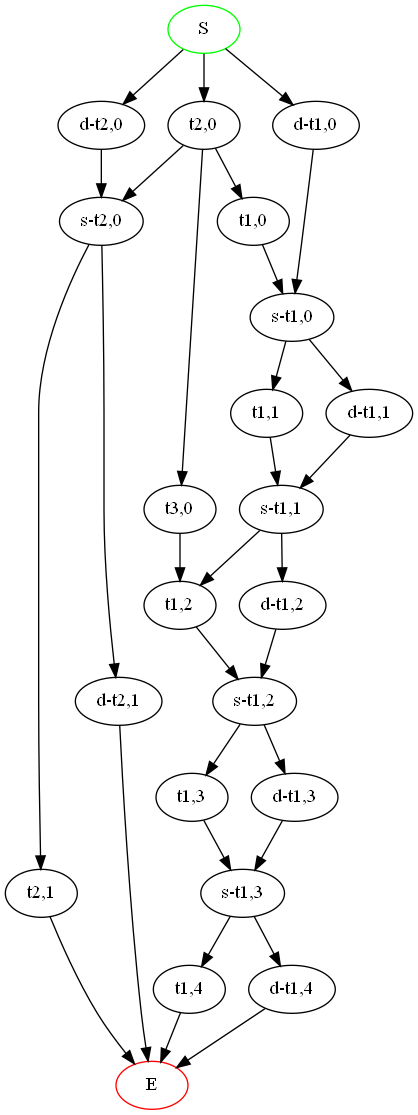 S
d-t2,0
t2,0
d-t1,0
s-t2,0
t1,0
s-t1,0
t1,1
d-t1,1
t3,0
s-t1,1
t1,2
d-t1,2
d-t2,1
s-t1,2
t1,3
d-t1,3
t2,1
s-t1,3
t1,4
d-t1,4
E